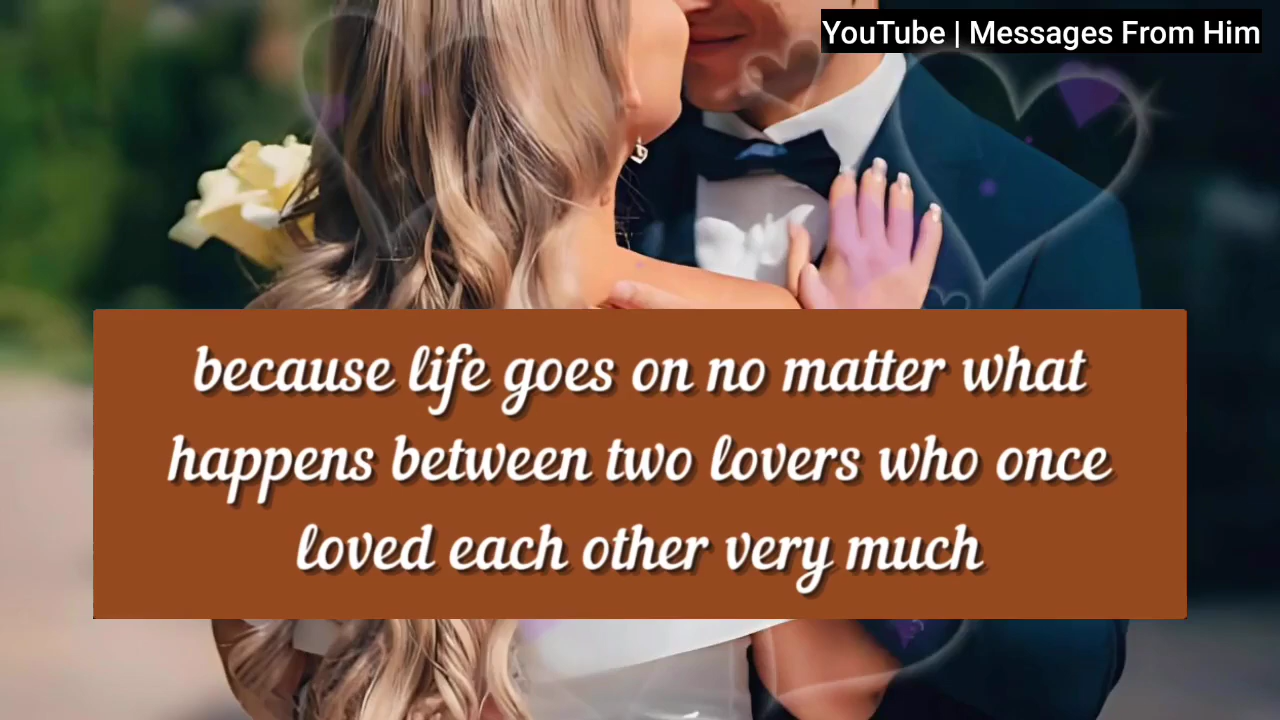 YouTube | Messages From Him
because life goes on no matter what
happens between two lovers who once
loved each other very much